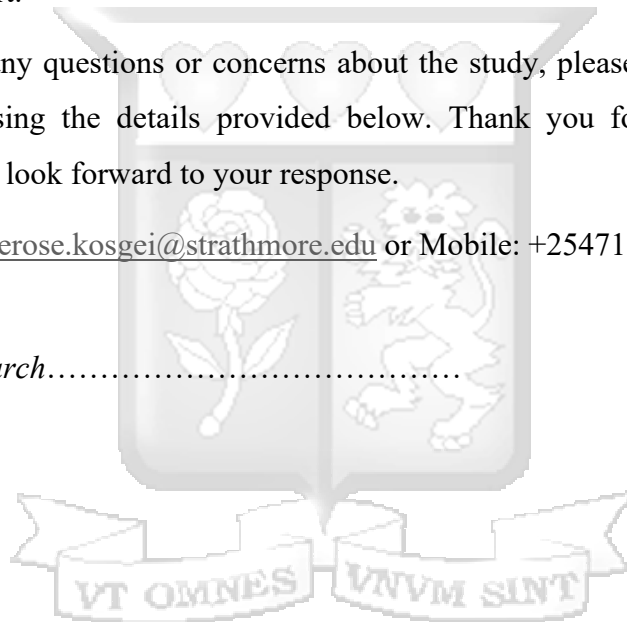 any questions or concerns about the study, please
sing the details provided below. Thank you fo
look forward to your response.
erose.kosgei@strathmore.edu or Mobile: +25471
rch…………………………………
VT OMNES VNVM SINT